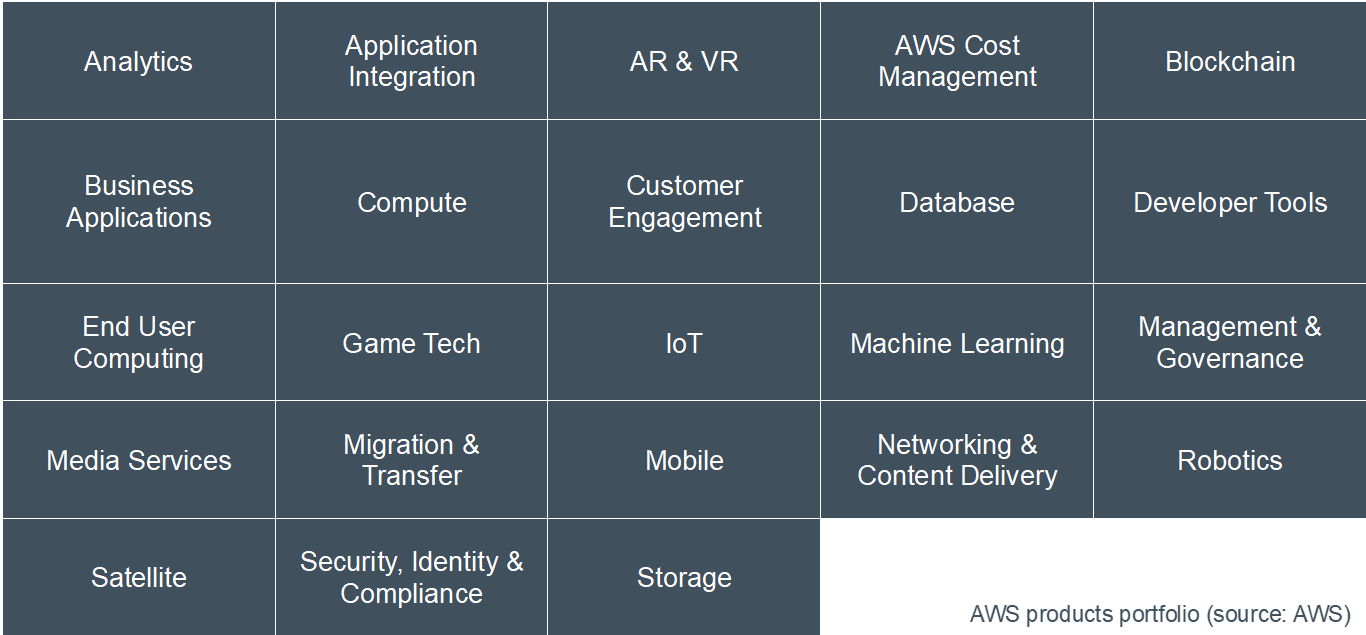 Analytics
Application
Integration
AR & VR
AWS Cost
Management
Blockchain
Business
Applications
Compute
Customer
Engagement
Database
Developer Tools
End User
Computing
Game Tech
IoT
Machine Learning
Management &
Governance
Media Services
Migration &
Transfer
Mobile
Networking &
Content Delivery
Robotics
Satellite
Security, Identity &
Compliance
Storage
AWS products portfolio (source: AWS)